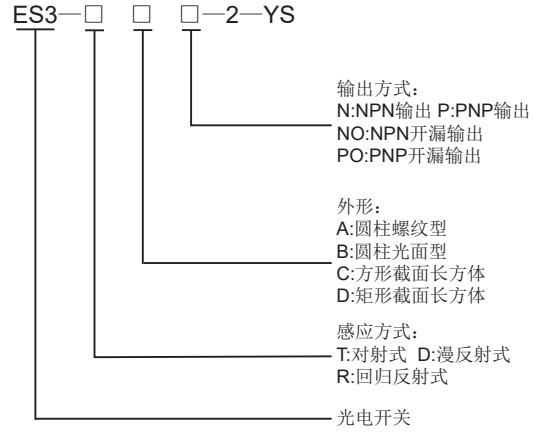 ES3—□ □ □—2—YS
输出方式:
N:NPN输出 P:PNP输出
NO:NPN开漏输出
PO:PNP开漏输出
外形:
A:圆柱螺纹型
B:圆柱光面型
C:方形截面长方体
D:矩形截面长方体
感应方式:
T:对射式 D:漫反射式
R:回归反射式
光电开关